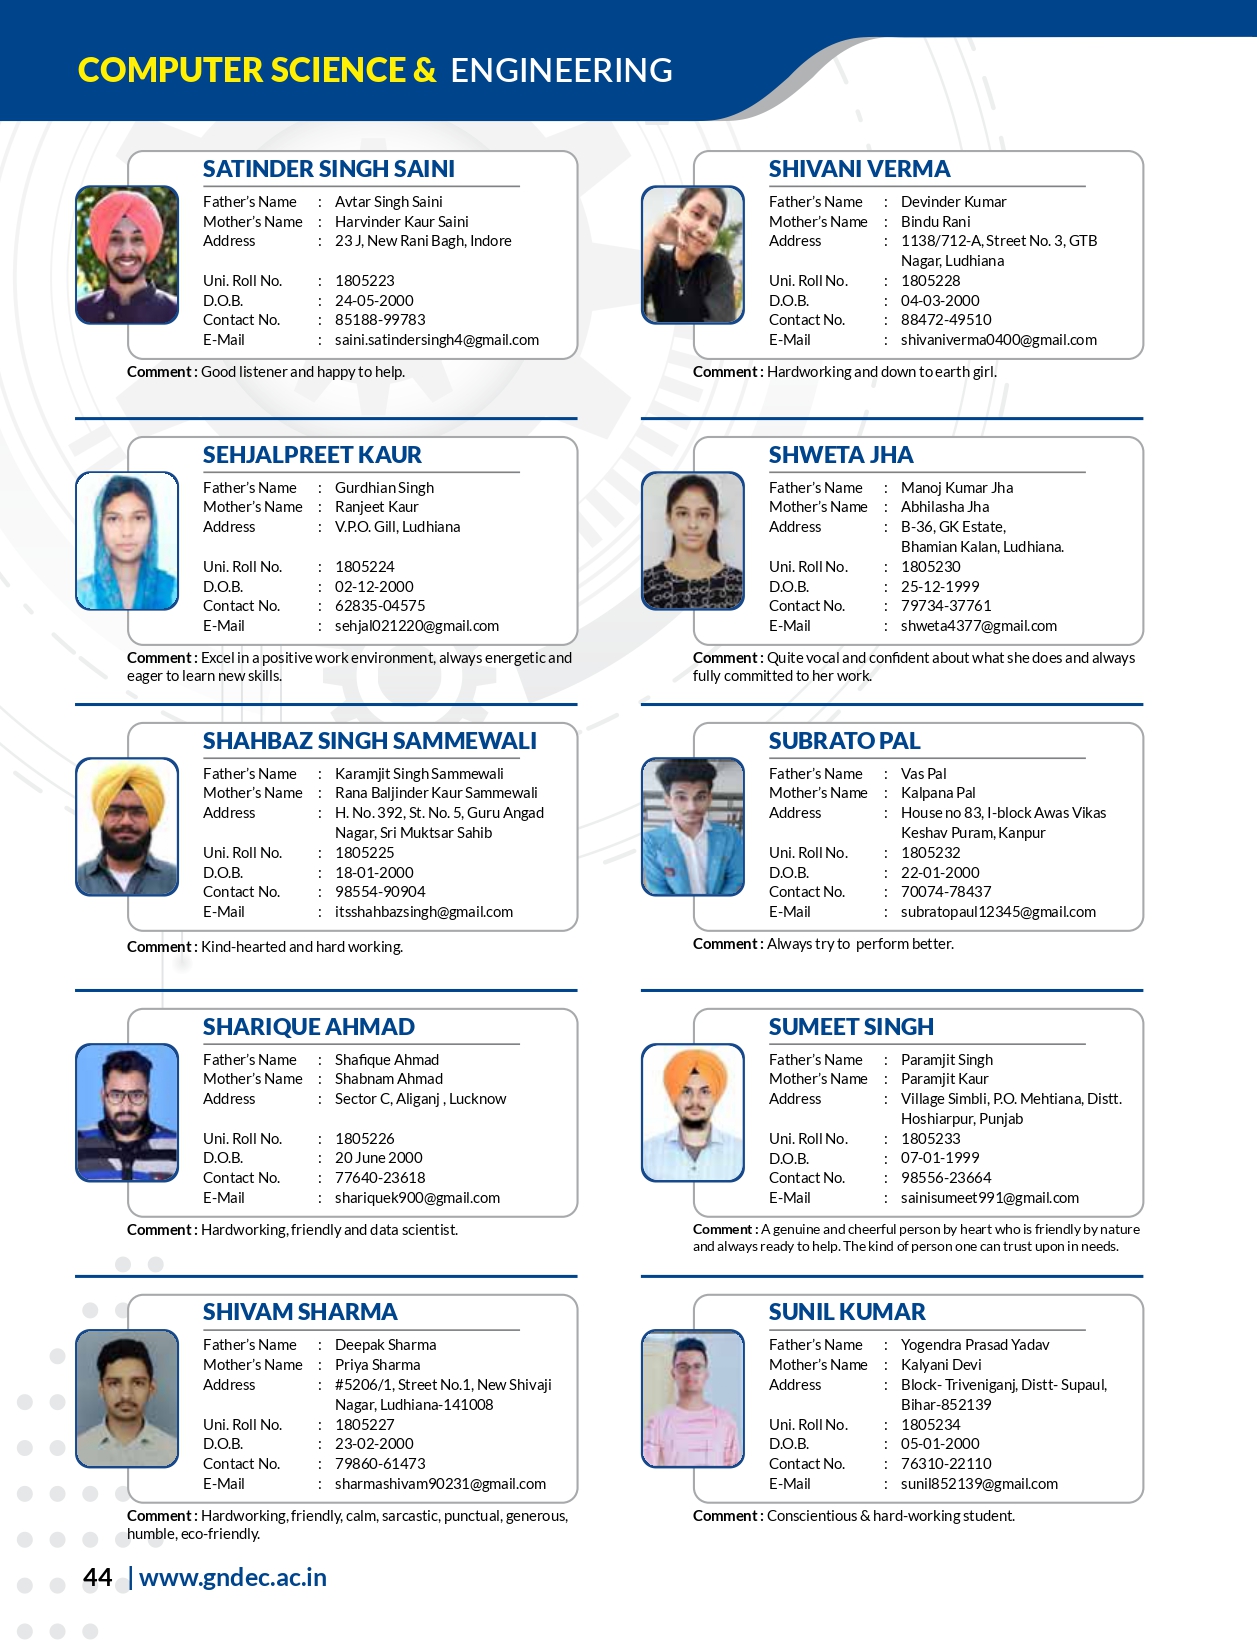 COMPUTER SCIENCE & ENGINEERING
SATINDER SINGH SAINI
Father's Name : Avtar Singh Saini
Mother's Name : Harvinder Kaur Saini
Address : 23 J, New Rani Bagh, Indore
Uni. Roll No. : 1805223
D.O.B. : 24-05-2000
Contact No. : 85188-99783
E-Mail : saini.satindersingh4@gmail.com
Comment : Good listener and happy to help.
SEHJALPREET KAUR
Father's Name : Gurdhian Singh
Mother's Name : Ranjeet Kaur
Address : V.P.O. Gill, Ludhiana
Uni. Roll No. : 1805224
D.O.B. : 02-12-2000
Contact No. : 62835-04575
E-Mail : sehjal021220@gmail.com
Comment : Excel in a positive work environment, always energetic and
eager to learn new skills.
SHAHBAZ SINGH SAMMEWALI
Father's Name : Karamjit Singh Sammewali
Mother's Name : Rana Baljinder Kaur Sammewali
Address : H. No. 392, St. No. 5, Guru Angad
Nagar, Sri Muktsar Sahib
Uni. Roll No. : 1805225
D.O.B. : 18-01-2000
Contact No. : 98554-90904
E-Mail : itsshahbazsingh@gmail.com
Comment : Kind-hearted and hard working.
SHARIQUE AHMAD
Father's Name : Shafique Ahmad
Mother's Name : Shabnam Ahmad
Address : Sector C, Aliganj , Lucknow
Uni. Roll No. : 1805226
D.O.B. : 20 June 2000
Contact No. : 77640-23618
E-Mail : shariquek900@gmail.com
Comment : Hardworking, friendly and data scientist.
SHIVAM SHARMA
Father's Name : Deepak Sharma
Mother's Name : Priya Sharma
Address : #5206/1, Street No.1, New Shivaji
Nagar, Ludhiana-141008
Uni. Roll No. : 1805227
D.O.B. : 23-02-2000
Contact No. : 79860-61473
E-Mail : sharmashivam90231@gmail.com
Comment : Hardworking, friendly, calm, sarcastic, punctual, generous,
humble, eco-friendly.
SHIVANI VERMA
Father's Name : Devinder Kumar
Mother's Name : Bindu Rani
Address : 1138/712-A, Street No. 3, GTB
Nagar, Ludhiana
Uni. Roll No. : 1805228
D.O.B. : 04-03-2000
Contact No. : 88472-49510
E-Mail : shivaniverma0400@gmail.com
Comment : Hardworking and down to earth girl.
SHWETA JHA
Father's Name : Manoj Kumar Jha
Mother's Name : Abhilasha Jha
Address : B-36, GK Estate,
Bhamian Kalan, Ludhiana.
Uni. Roll No. : 1805230
D.O.B. : 25-12-1999
Contact No. : 79734-37761
E-Mail : shweta4377@gmail.com
Comment : Quite vocal and confident about what she does and always
fully committed to her work.
SUBRATO PAL
Father's Name : Vas Pal
Mother's Name : Kalpana Pal
Address : House no 83, I-block Awas Vikas
Keshav Puram, Kanpur
Uni. Roll No. : 1805232
D.O.B. : 22-01-2000
Contact No. : 70074-78437
E-Mail : subratopaul12345@gmail.com
Comment : Always try to perform better.
SUMEET SINGH
Father's Name : Paramjit Singh
Mother's Name : Paramjit Kaur
Address : Village Simbli, P.O. Mehtiana, Distt.
Hoshiarpur, Punjab
Uni. Roll No. : 1805233
D.O.B. : 07-01-1999
Contact No. : 98556-23664
E-Mail : sainisumeet991@gmail.com
Comment : A genuine and cheerful person by heart who is friendly by nature
and always ready to help. The kind of person one can trust upon in needs.
SUNIL KUMAR
Father's Name : Yogendra Prasad Yadav
Mother's Name : Kalyani Devi
Address : Block- Triveniganj, Distt- Supaul,
Bihar-852139
Uni. Roll No. : 1805234
D.O.B. : 05-01-2000
Contact No. : 76310-22110
E-Mail : sunil852139@gmail.com
Comment : Conscientious & hard-working student.
44 | www.gndec.ac.in